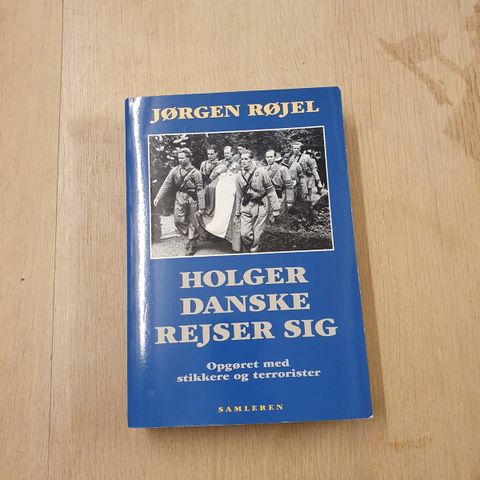 JØRGEN RØJEL
HOLGER
DANSKE
REJSER SIG
Opgøret med
stikkere og terrorister
SAMLEREN